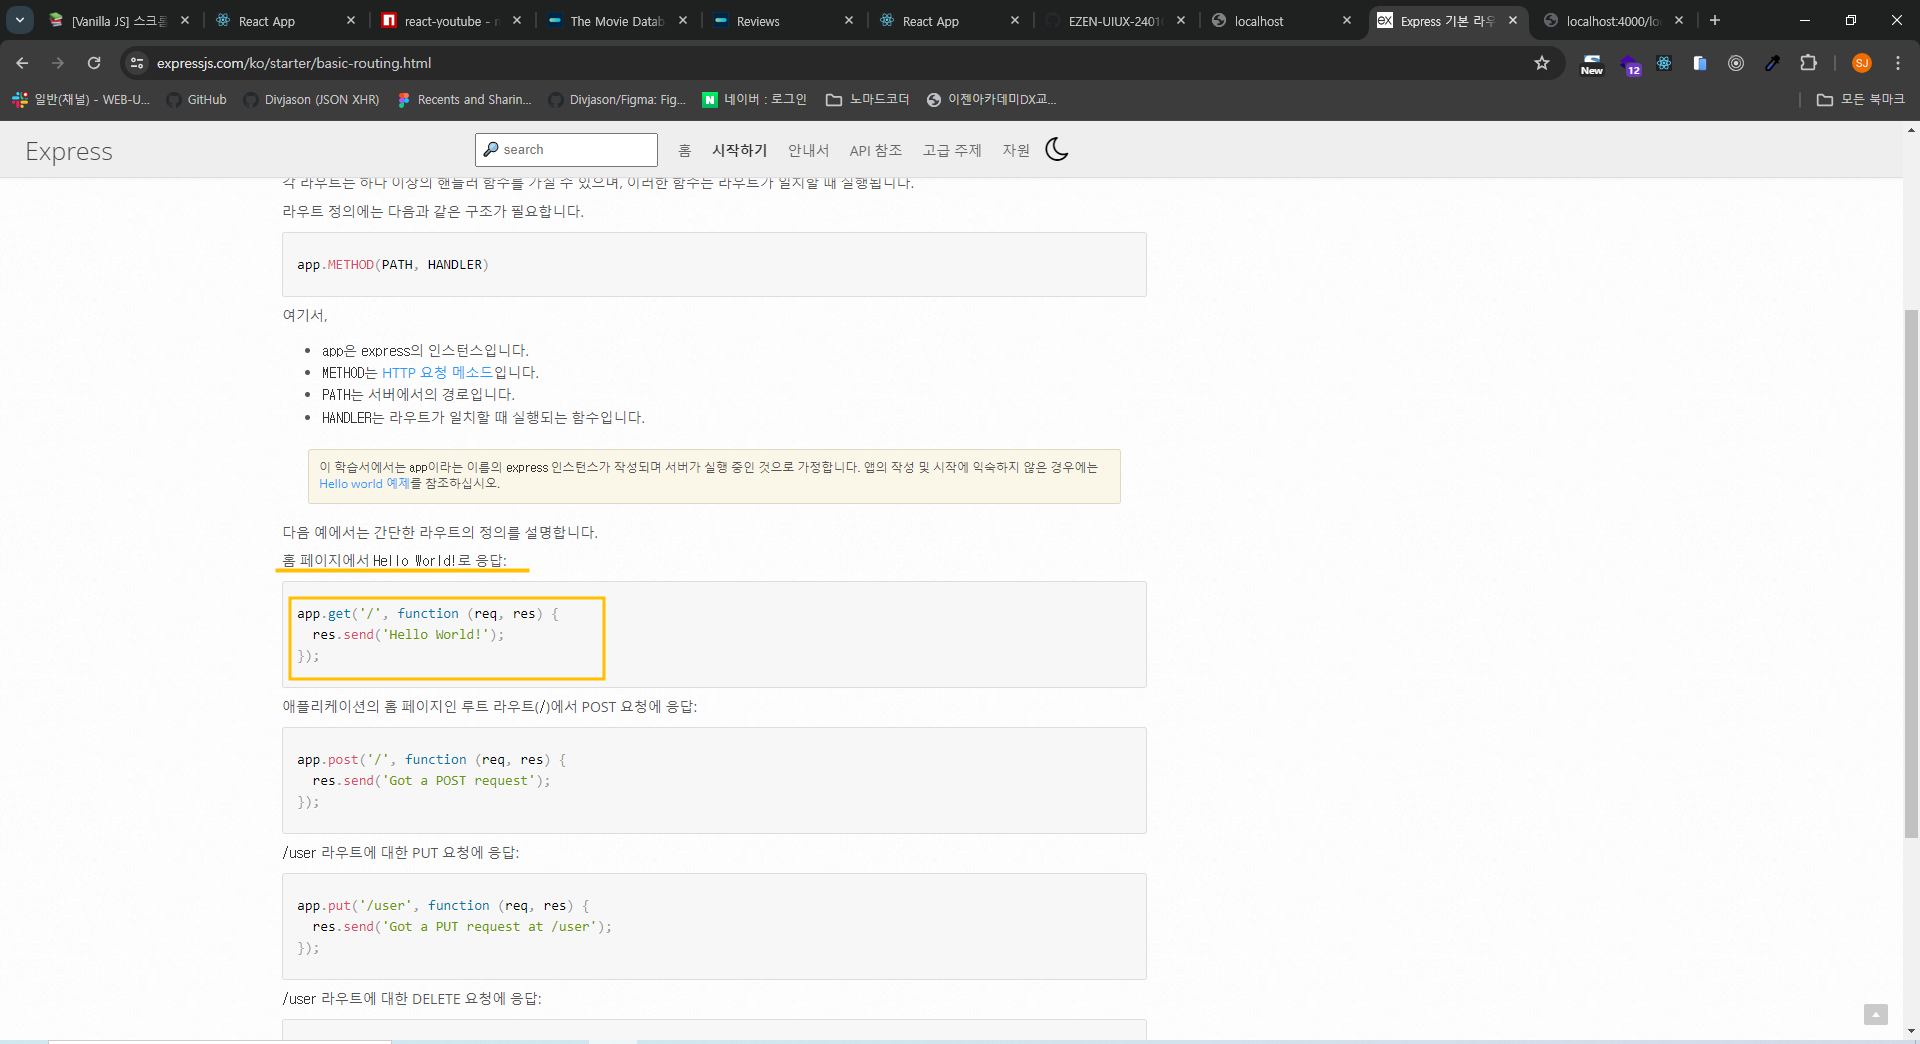 [Vanilla JS] 스크롤
React App
react-youtube - n
The Movie Datab
Reviews
React App
EZEN-UIUX-2401
localhost
Express 기본 라우
localhost:4000/lo
expressjs.com/ko/starter/basic-routing.html
New
12
SJ
일반(채널) - WEB-U...
GitHub
Divjason (JSON XHR)
Recents and Sharin...
Divjason/Figma: Fig...
네이버 : 로그인
노마드코더
이젠아카데미DX교...
모든 북마크
Express
search
홈
시작하기
안내서
API 참조
고급 주제
자원
각 라우트는 하나 이상의 핸들러 함수를 가질 수 있으며, 이러한 함수는 라우트가 일치할 때 실행됩니다.
라우트 정의에는 다음과 같은 구조가 필요합니다.
app.METHOD(PATH, HANDLER)
여기서,
app은 express의 인스턴스입니다.
METHOD는 HTTP 요청 메소드입니다.
PATH는 서버에서의 경로입니다.
HANDLER는 라우트가 일치할 때 실행되는 함수입니다.
이 학습서에서는 app이라는 이름의 express 인스턴스가 작성되며 서버가 실행 중인 것으로 가정합니다. 앱의 작성 및 시작에 익숙하지 않은 경우에는
Hello world 예제를 참조하십시오.
다음 예에서는 간단한 라우트의 정의를 설명합니다.
홈 페이지에서 Hello World!로 응답:
app.get('/', function (req, res) {
res.send('Hello World!');
});
애플리케이션의 홈 페이지인 루트 라우트(/)에서 POST 요청에 응답:
app.post('/', function (req, res) {
res.send('Got a POST request');
});
/user 라우트에 대한 PUT 요청에 응답:
app.put('/user', function (req, res) {
res.send('Got a PUT request at /user');
});
/user 라우트에 대한 DELETE 요청에 응답: